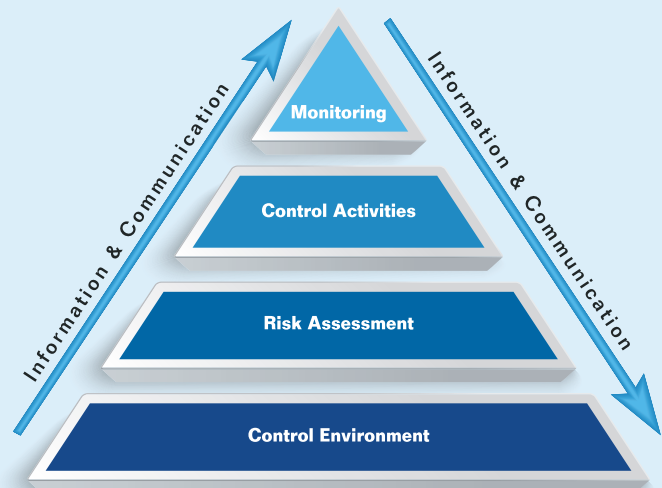 Monitoring
Information & Communication
Information & Communication
Control Activities
Risk Assessment
Control Environment